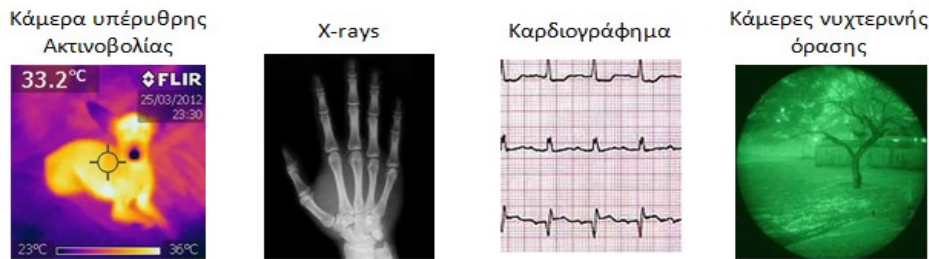 Κάμερα υπέρυθρης
Ακτινοβολίας
X-rays
Καρδιογράφημα
Κάμερες νυχτερινής
όρασης
33.2°C
FLIR
25/03/2012
23:30
23°C
36°C